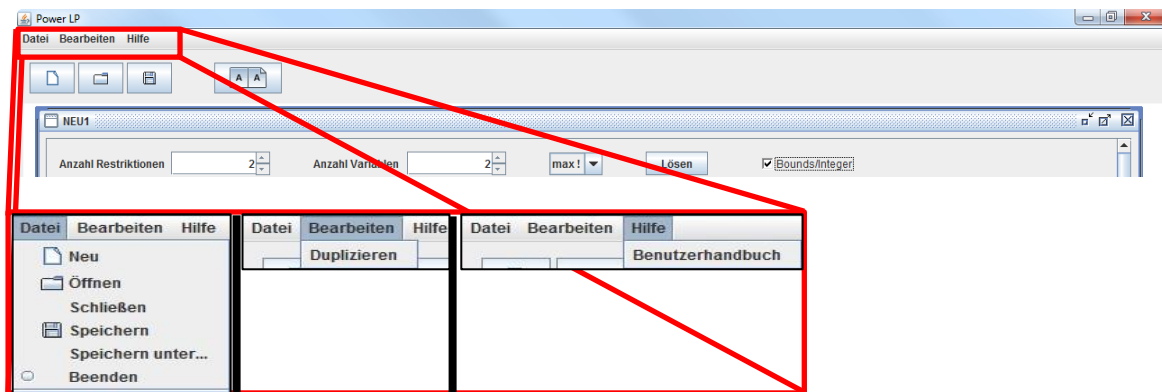 Power LP
Datei Bearbeiten Hilfe
A A
NEU1
Anzahl Restriktionen 2 Anzahl Variablen 2 max ! Lösen Bounds/Integer
Datei Bearbeiten Hilfe
Neu
Öffnen
Schließen
Speichern
Speichern unter...
Beenden
Datei Bearbeiten Hilfe
Duplizieren
Datei Bearbeiten Hilfe
Benutzerhandbuch